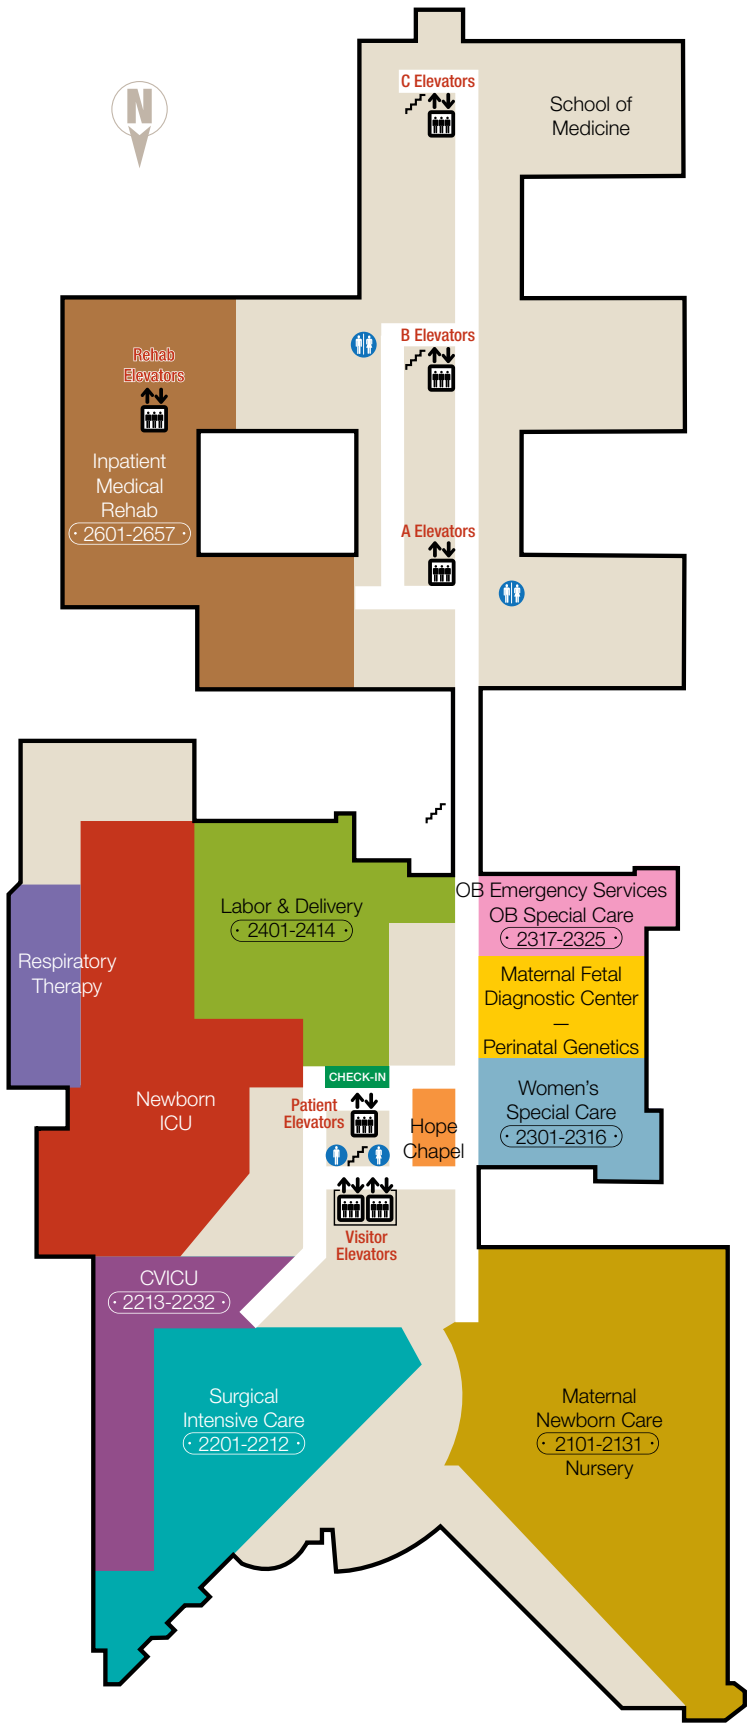 C Elevators
School of
Medicine
N
B Elevators
Rehab
Elevators
Inpatient
Medical
Rehab
· 2601-2657 ·
A Elevators
Labor & Delivery
· 2401-2414 ·
OB Emergency Services
OB Special Care
· 2317-2325 ·
Respiratory
Therapy
Maternal Fetal
Diagnostic Center
—
Perinatal Genetics
CHECK-IN
Newborn
ICU
Patient
Elevators
Hope
Chapel
Women's
Special Care
· 2301-2316 ·
Visitor
Elevators
CVICU
· 2213-2232 ·
Surgical
Intensive Care
· 2201-2212 ·
Maternal
Newborn Care
· 2101-2131 ·
Nursery